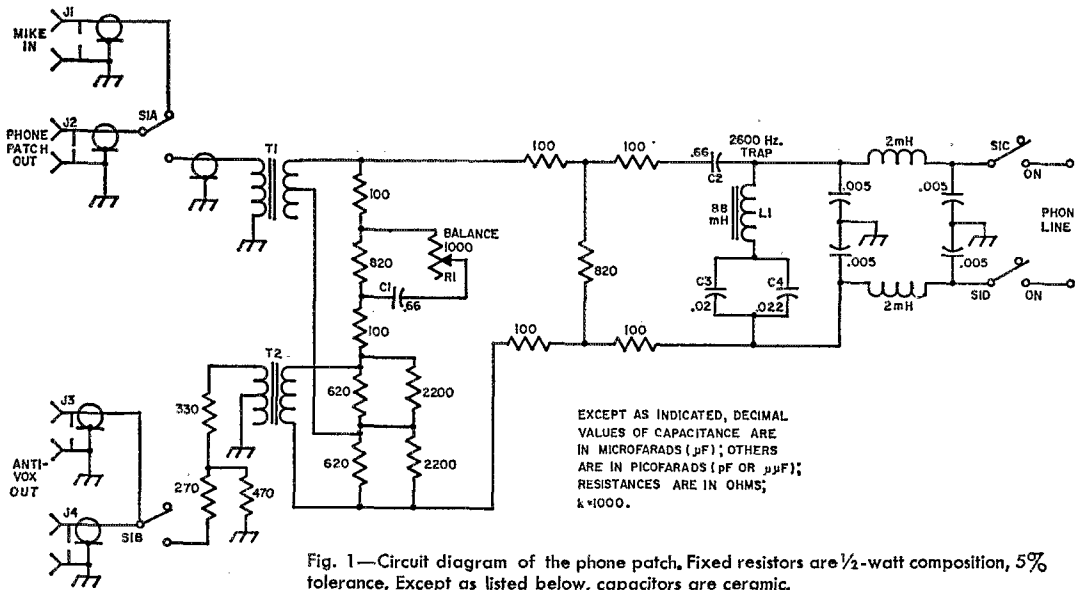 J1
MIKE
IN
J2
PHONE
PATCH
OUT
S1A
T1
100
820
BALANCE
1000
R1
C1
.66
100
100
100
820
100
100
.66
C2
2600 Hz.
TRAP
88
mH
L1
C3
.02
C4
.022
.005
.005
2mH
.005
.005
2mH
S1C
ON
PHON
LINE
S1D
ON
T2
330
270
470
620
2200
620
2200
J3
ANTI-
VOX
OUT
J4
S1B
EXCEPT AS INDICATED, DECIMAL
VALUES OF CAPACITANCE ARE
IN MICROFARADS (µF); OTHERS
ARE IN PICOFARADS (pF OR µµF);
RESISTANCES ARE IN OHMS;
k=1000.
Fig. 1—Circuit diagram of the phone patch. Fixed resistors are ½-watt composition, 5%
tolerance. Except as listed below, capacitors are ceramic.